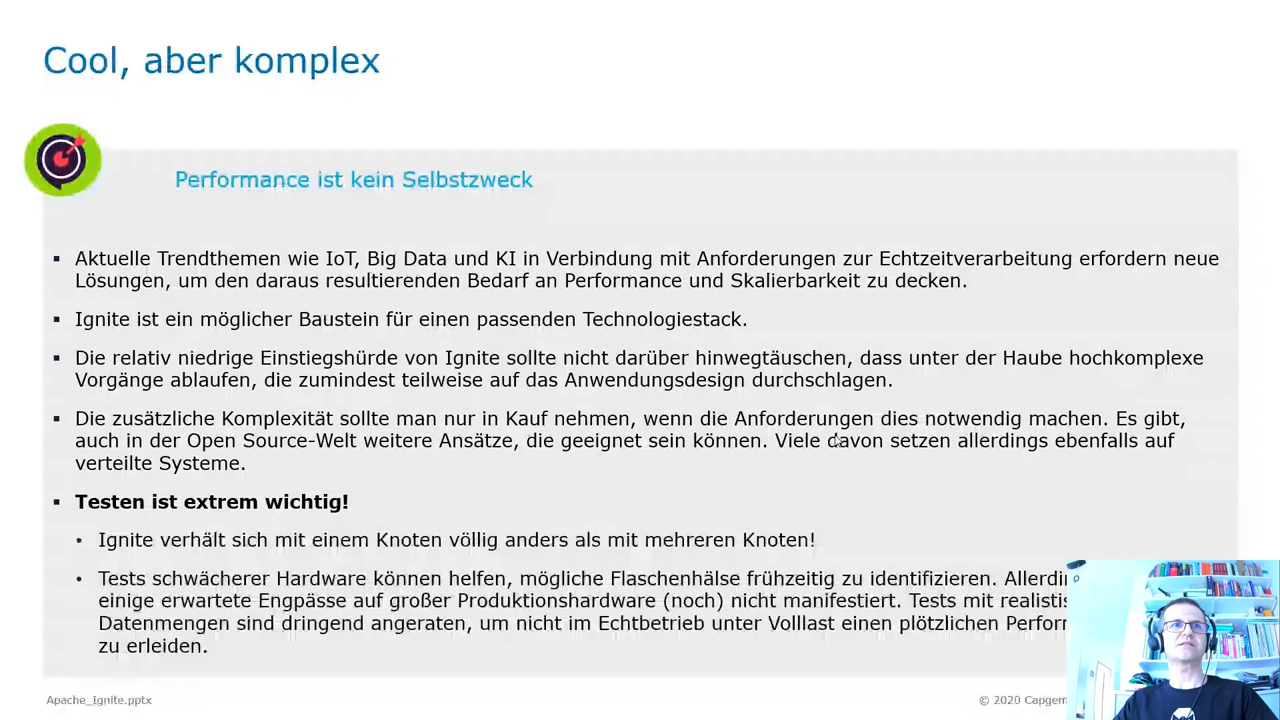 Cool, aber komplex
Performance ist kein Selbstzweck
▪ Aktuelle Trendthemen wie IoT, Big Data und KI in Verbindung mit Anforderungen zur Echtzeitverarbeitung erfordern neue
Lösungen, um den daraus resultierenden Bedarf an Performance und Skalierbarkeit zu decken.
▪ Ignite ist ein möglicher Baustein für einen passenden Technologiestack.
▪ Die relativ niedrige Einstiegshürde von Ignite sollte nicht darüber hinwegtäuschen, dass unter der Haube hochkomplexe
Vorgänge ablaufen, die zumindest teilweise auf das Anwendungsdesign durchschlagen.
▪ Die zusätzliche Komplexität sollte man nur in Kauf nehmen, wenn die Anforderungen dies notwendig machen. Es gibt,
auch in der Open Source-Welt weitere Ansätze, die geeignet sein können. Viele davon setzen allerdings ebenfalls auf
verteilte Systeme.
▪ Testen ist extrem wichtig!
• Ignite verhält sich mit einem Knoten völlig anders als mit mehreren Knoten!
• Tests schwächerer Hardware können helfen, mögliche Flaschenhälse frühzeitig zu identifizieren.
einige erwartete Engpässe auf großer Produktionshardware (noch) nicht manifestiert. Tests mit
Datenmengen sind dringend angeraten, um nicht im Echtbetrieb unter Volllast einen plötzlichen
zu erleiden.
Apache_Ignite.pptx
© 2020